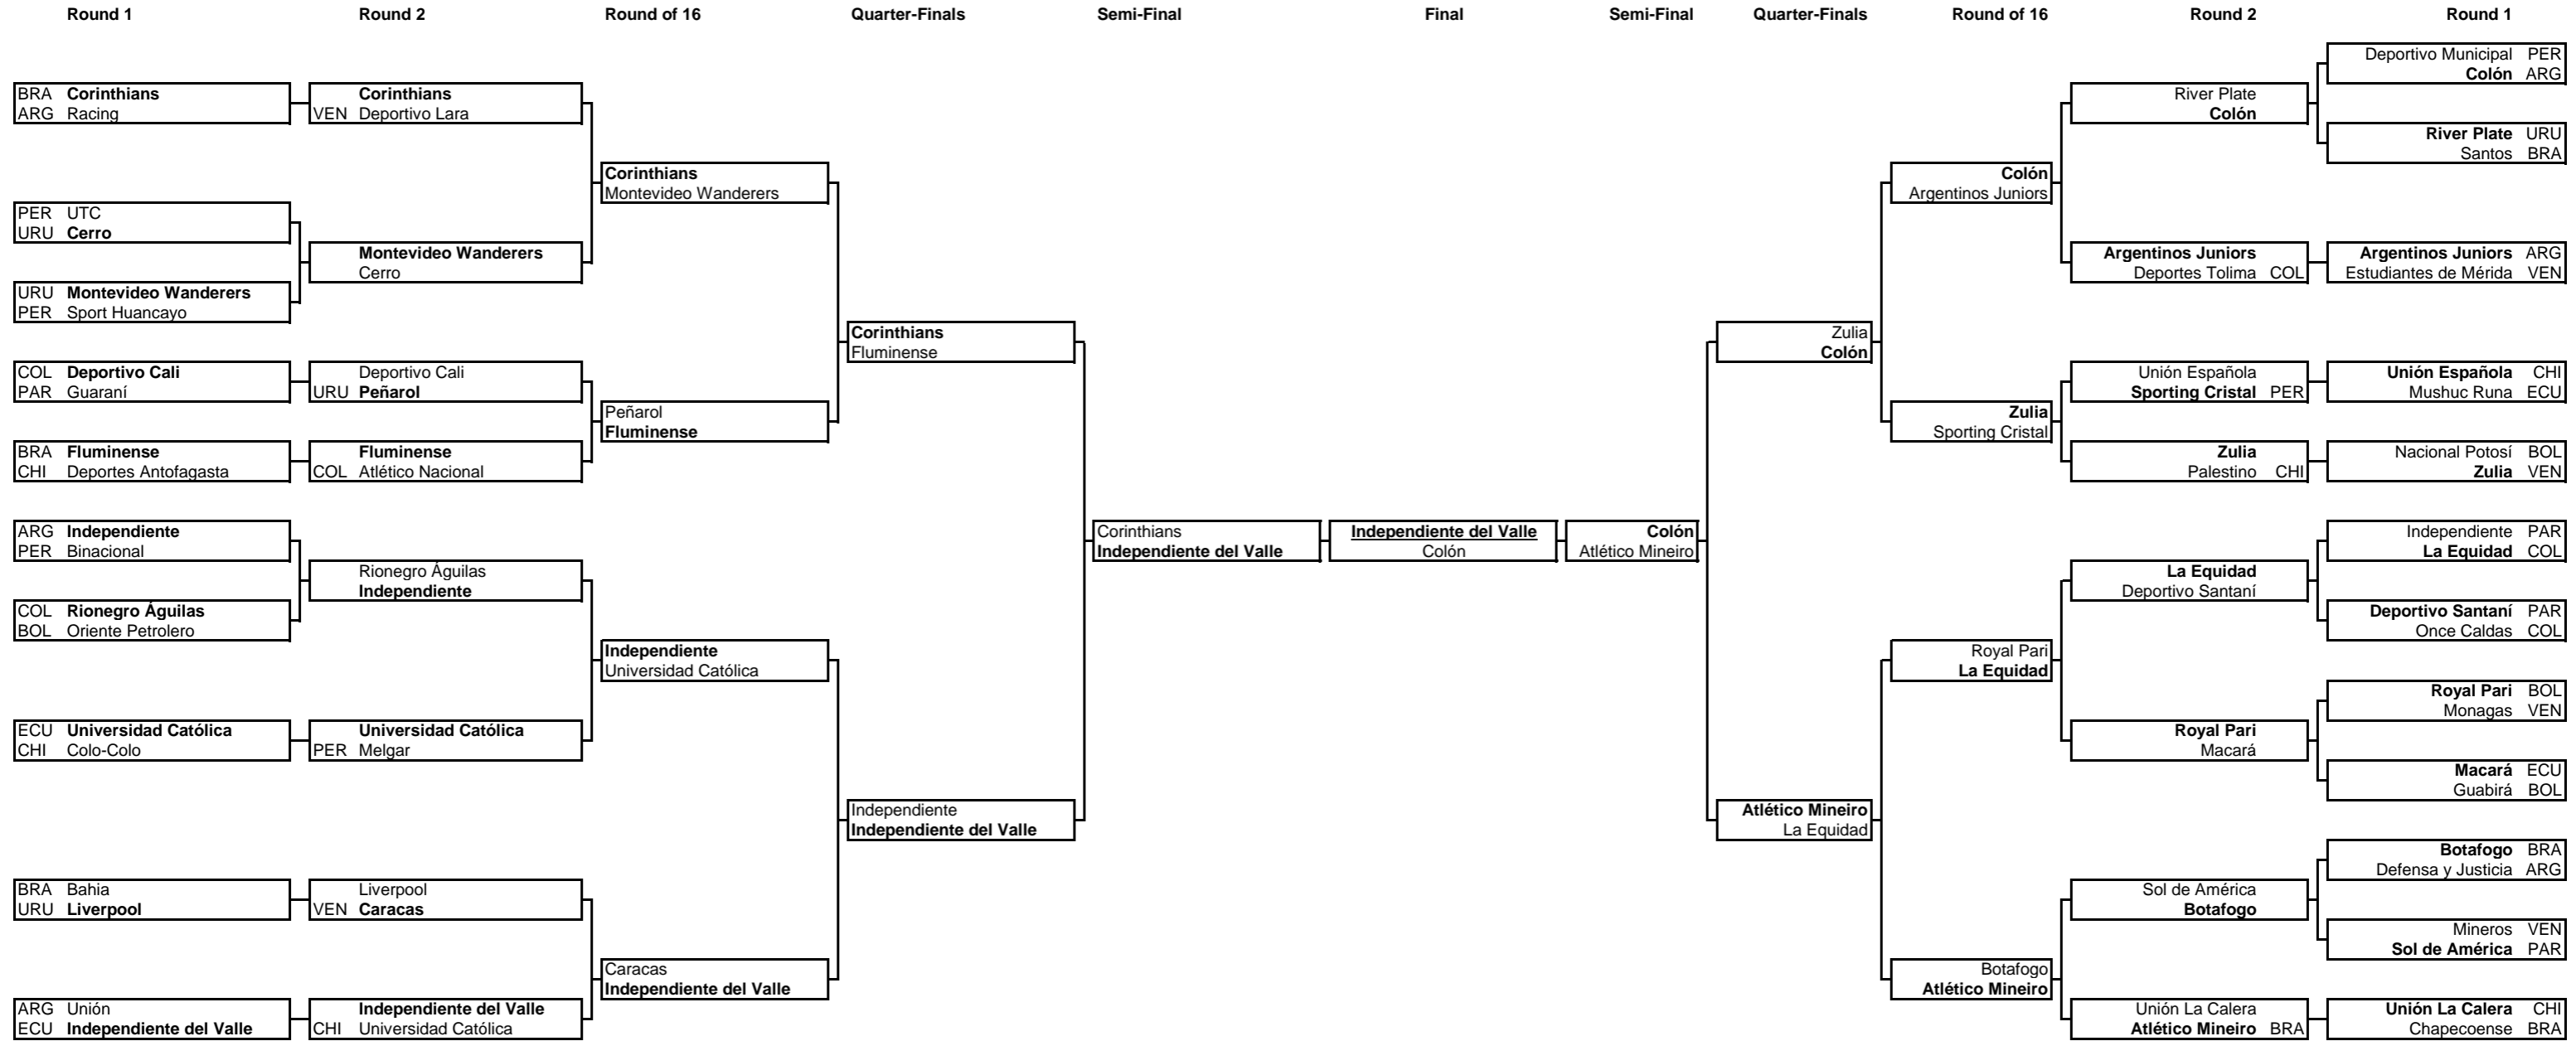 Round 1 Round 2 Round of 16 Quarter-Finals Semi-Final Final Semi-Final Quarter-Finals Round of 16 Round 2 Round 1
BRA Corinthians
ARG Racing
PER UTC
URU Cerro
URU Montevideo Wanderers
PER Sport Huancayo
COL Deportivo Cali
PAR Guaraní
BRA Fluminense
CHI Deportes Antofagasta
ARG Independiente
PER Binacional
COL Rionegro Águilas
BOL Oriente Petrolero
ECU Universidad Católica
CHI Colo-Colo
BRA Bahia
URU Liverpool
ARG Unión
ECU Independiente del Valle
Corinthians
VEN Deportivo Lara
Montevideo Wanderers
Cerro
Deportivo Cali
URU Peñarol
Fluminense
COL Atlético Nacional
Rionegro Águilas
Independiente
Universidad Católica
PER Melgar
Liverpool
VEN Caracas
Independiente del Valle
CHI Universidad Católica
Corinthians
Montevideo Wanderers
Peñarol
Fluminense
Independiente
Universidad Católica
Caracas
Independiente del Valle
Corinthians
Fluminense
Independiente
Independiente del Valle
Corinthians
Independiente del Valle
Independiente del Valle
Colón
Colón
Atlético Mineiro
Zulia
Colón
Atlético Mineiro
La Equidad
Colón
Argentinos Juniors
Zulia
Sporting Cristal
Royal Pari
La Equidad
Botafogo
Atlético Mineiro
River Plate
Colón
Argentinos Juniors
Deportes Tolima COL
Unión Española
Sporting Cristal PER
Zulia
Palestino CHI
La Equidad
Deportivo Santaní
Royal Pari
Macará
Sol de América
Botafogo
Unión La Calera
Atlético Mineiro BRA
Deportivo Municipal PER
Colón ARG
River Plate URU
Santos BRA
Argentinos Juniors ARG
Estudiantes de Mérida VEN
Unión Española CHI
Mushuc Runa ECU
Nacional Potosí BOL
Zulia VEN
Independiente PAR
La Equidad COL
Deportivo Santaní PAR
Once Caldas COL
Royal Pari BOL
Monagas VEN
Macará ECU
Guabirá BOL
Botafogo BRA
Defensa y Justicia ARG
Mineros VEN
Sol de América PAR
Unión La Calera CHI
Chapecoense BRA